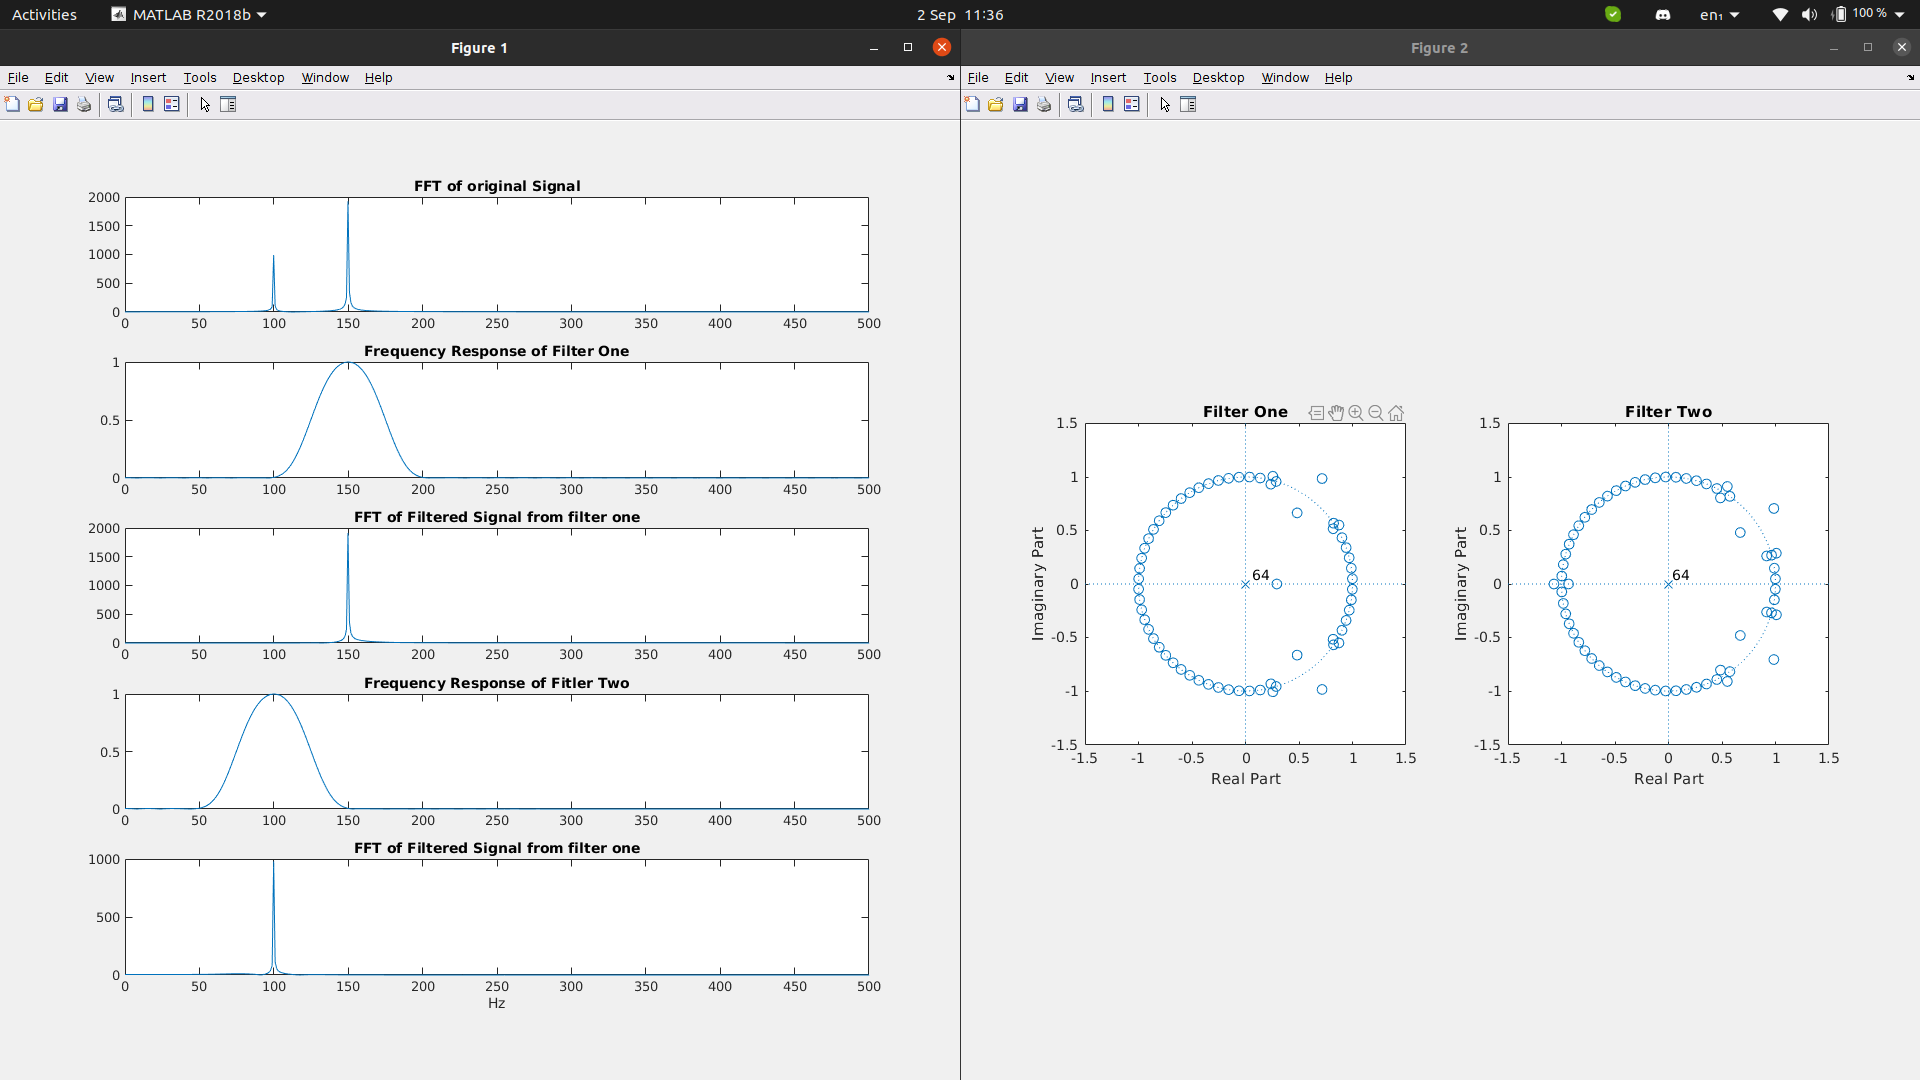 Activities MATLAB R2018b 2 Sep 11:36 en₁ 100 %
Figure 1
File Edit View Insert Tools Desktop Window Help
FFT of original Signal
2000
1500
1000
500
0
0 50 100 150 200 250 300 350 400 450 500
Frequency Response of Filter One
1
0.5
0
0 50 100 150 200 250 300 350 400 450 500
FFT of Filtered Signal from filter one
2000
1500
1000
500
0
0 50 100 150 200 250 300 350 400 450 500
Frequency Response of Fitler Two
1
0.5
0
0 50 100 150 200 250 300 350 400 450 500
FFT of Filtered Signal from filter one
1000
500
0
0 50 100 150 200 250 300 350 400 450 500
Hz
Figure 2
File Edit View Insert Tools Desktop Window Help
Filter One
1.5
1
0.5
0
-0.5
-1
-1.5
Imaginary Part
64
-1.5 -1 -0.5 0 0.5 1 1.5
Real Part
Filter Two
1.5
1
0.5
0
-0.5
-1
-1.5
Imaginary Part
64
-1.5 -1 -0.5 0 0.5 1 1.5
Real Part